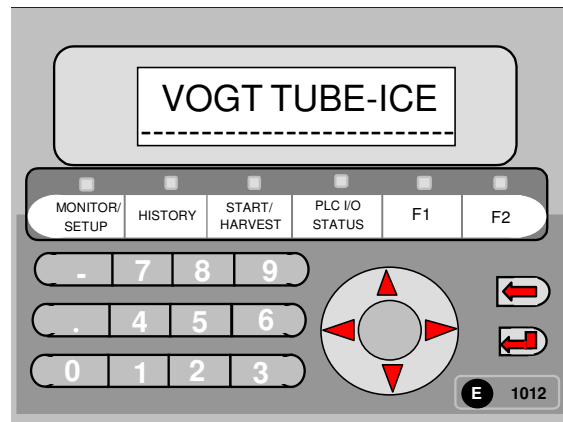 VOGT TUBE-ICE
MONITOR/
SETUP
HISTORY
START/
HARVEST
PLC I/O
STATUS
F1
F2
- 7 8 9
. 4 5 6
0 1 2 3
E 1012